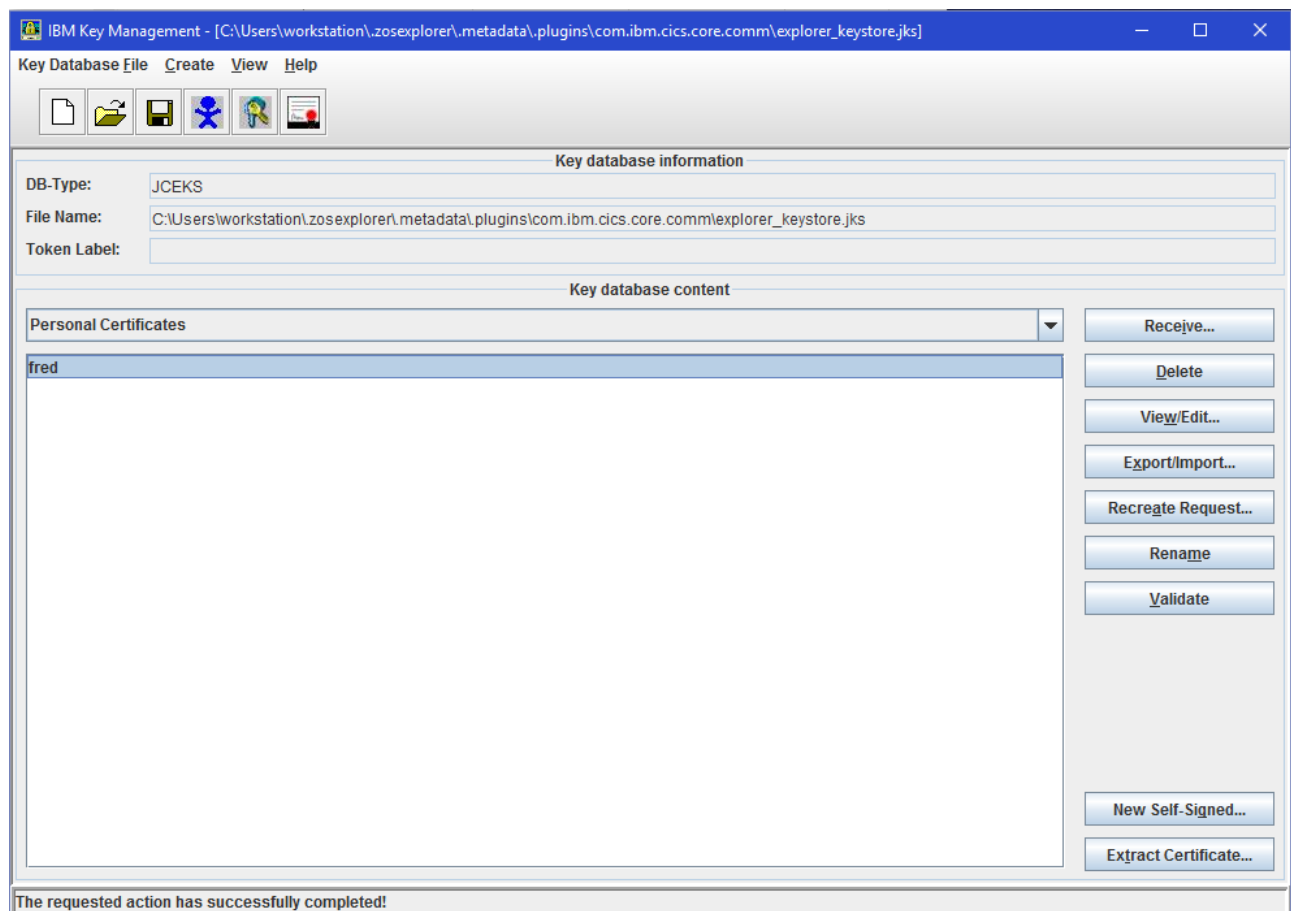 IBM Key Management - [C:\Users\workstation\.zosexplorer\.metadata\.plugins\com.ibm.cics.core.comm\explorer_keystore.jks]
Key Database File Create View Help
Key database information
DB-Type: JCEKS
File Name: C:\Users\workstation\.zosexplorer\.metadata\.plugins\com.ibm.cics.core.comm\explorer_keystore.jks
Token Label:
Key database content
Personal Certificates
Receive...
fred
Delete
View/Edit...
Export/Import...
Recreate Request...
Rename
Validate
New Self-Signed...
Extract Certificate...
The requested action has successfully completed!